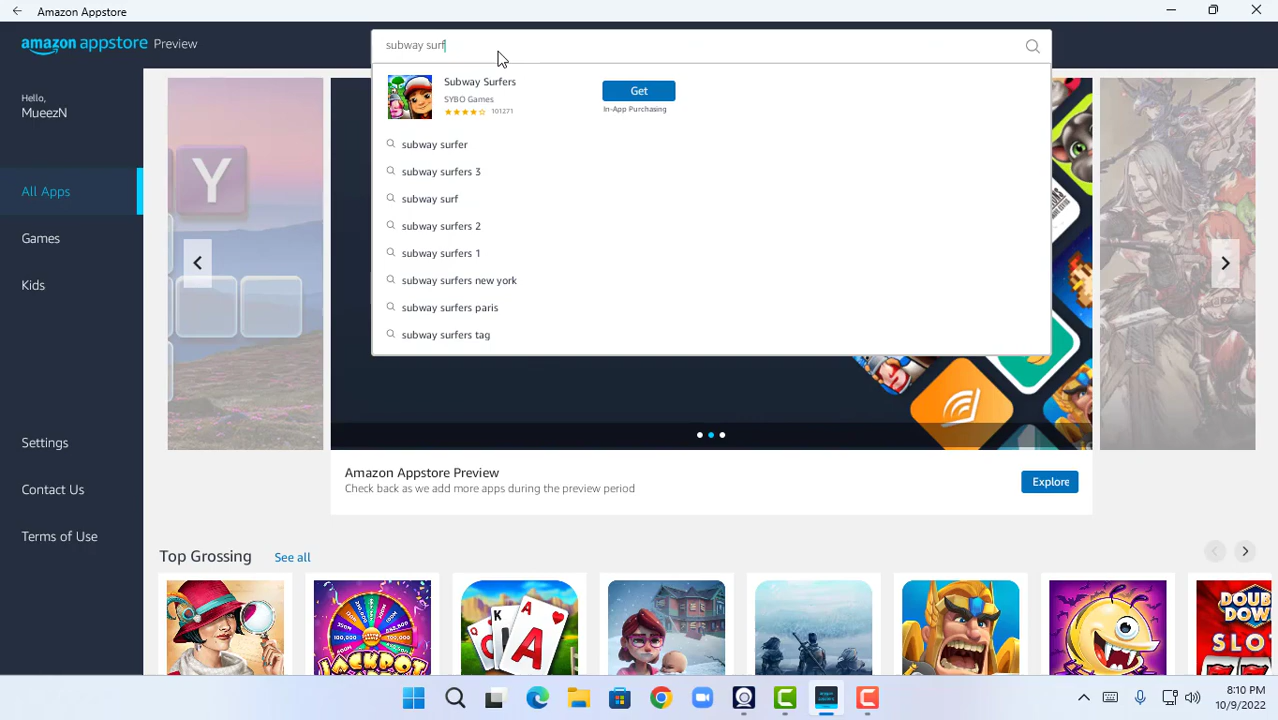 Amazon Appstore
amazon appstore Preview
subway surf
Hello,
MueezN
All Apps
Games
Kids
Settings
Contact Us
Terms of Use
Subway Surfers
SYBO Games
101271
Get
In-App Purchasing
subway surfer
subway surfers 3
subway surf
subway surfers 2
subway surfers 1
subway surfers new york
subway surfers paris
subway surfers tag
Y
Amazon Appstore Preview
Check back as we add more apps during the preview period
Explore
Top Grossing See all
JACKPOT
K A
A
DOUB
DOW
SLO
8:10 PM
10/9/2022